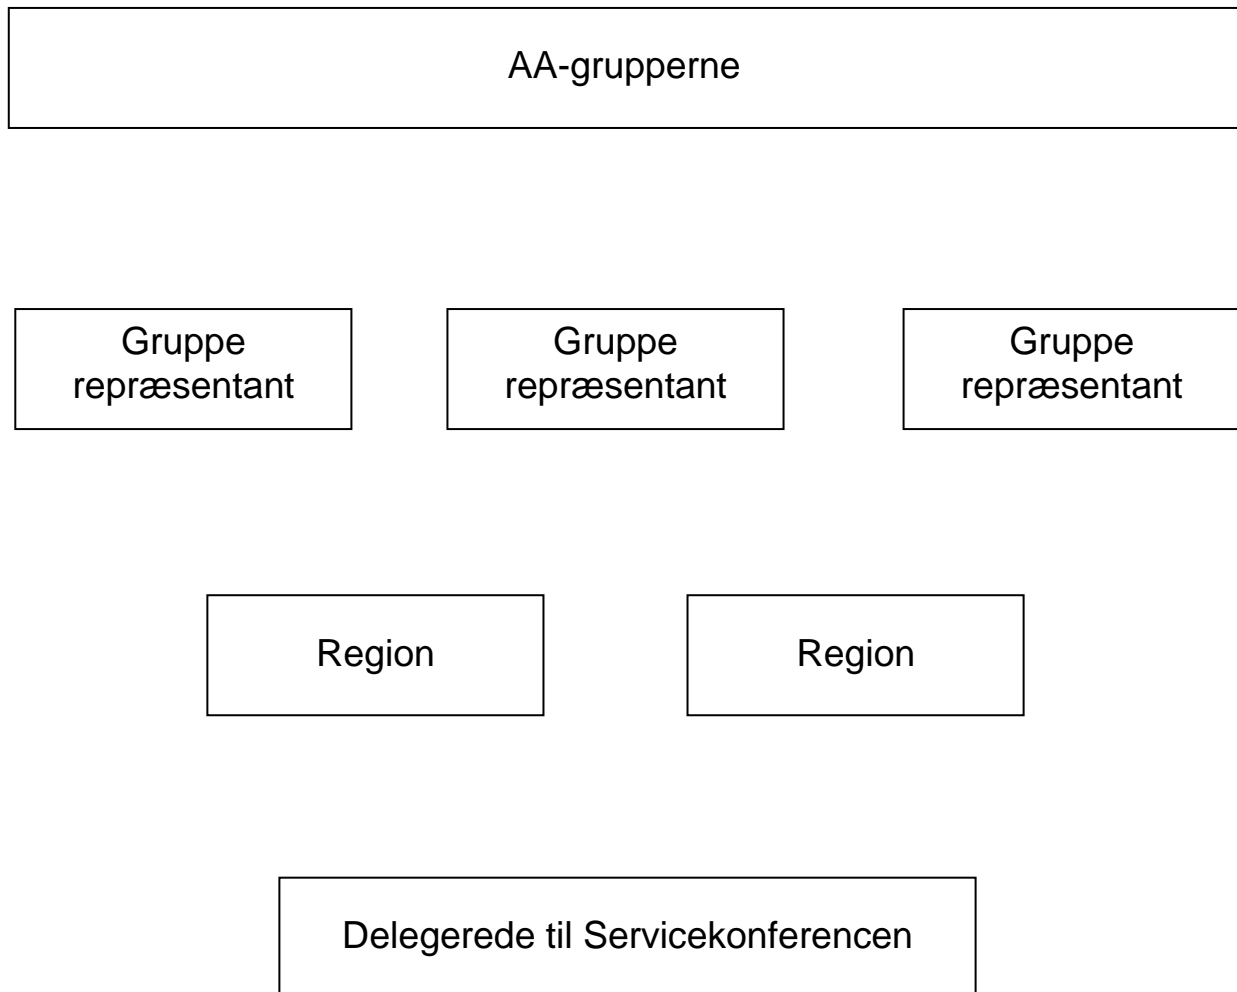 AA-grupperne
Gruppe
repræsentant
Gruppe
repræsentant
Gruppe
repræsentant
Region
Region
Delegerede til Servicekonferencen